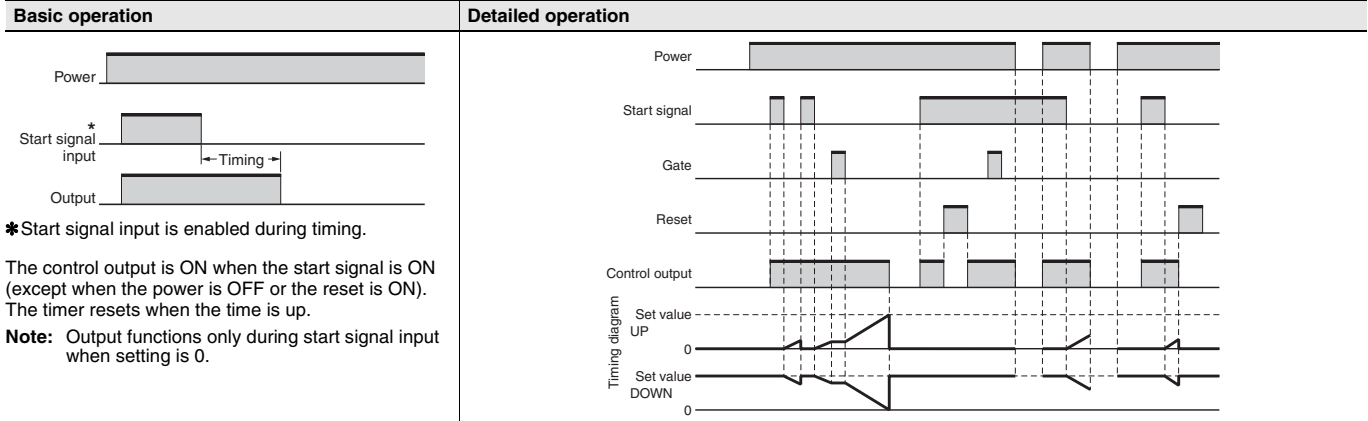 Basic operation
Power
*
Start signal
input
Timing
Output
✱Start signal input is enabled during timing.
The control output is ON when the start signal is ON
(except when the power is OFF or the reset is ON).
The timer resets when the time is up.
Note: Output functions only during start signal input
when setting is 0.
Detailed operation
Power
Start signal
Gate
Reset
Control output
Timing diagram
Set value
UP
0
Set value
DOWN
0